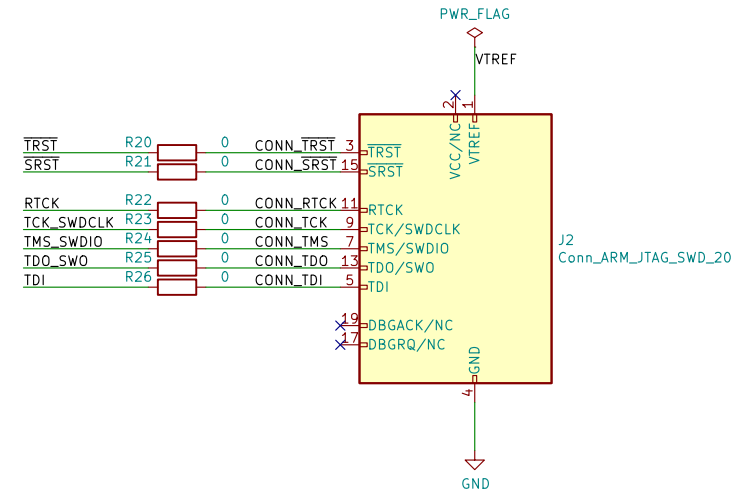 PWR_FLAG
VTREF
2
1
VCC/NC
VTREF
TRST R20 0 CONN_TRST 3 TRST
SRST R21 0 CONN_SRST 15 SRST
RTCK R22 0 CONN_RTCK 11 RTCK
TCK_SWDCLK R23 0 CONN_TCK 9 TCK/SWDCLK
TMS_SWDIO R24 0 CONN_TMS 7 TMS/SWDIO
TDO_SWO R25 0 CONN_TDO 13 TDO/SWO
TDI R26 0 CONN_TDI 5 TDI
J2
Conn_ARM_JTAG_SWD_20
19 DBGACK/NC
17 DBGRQ/NC
GND
4
GND